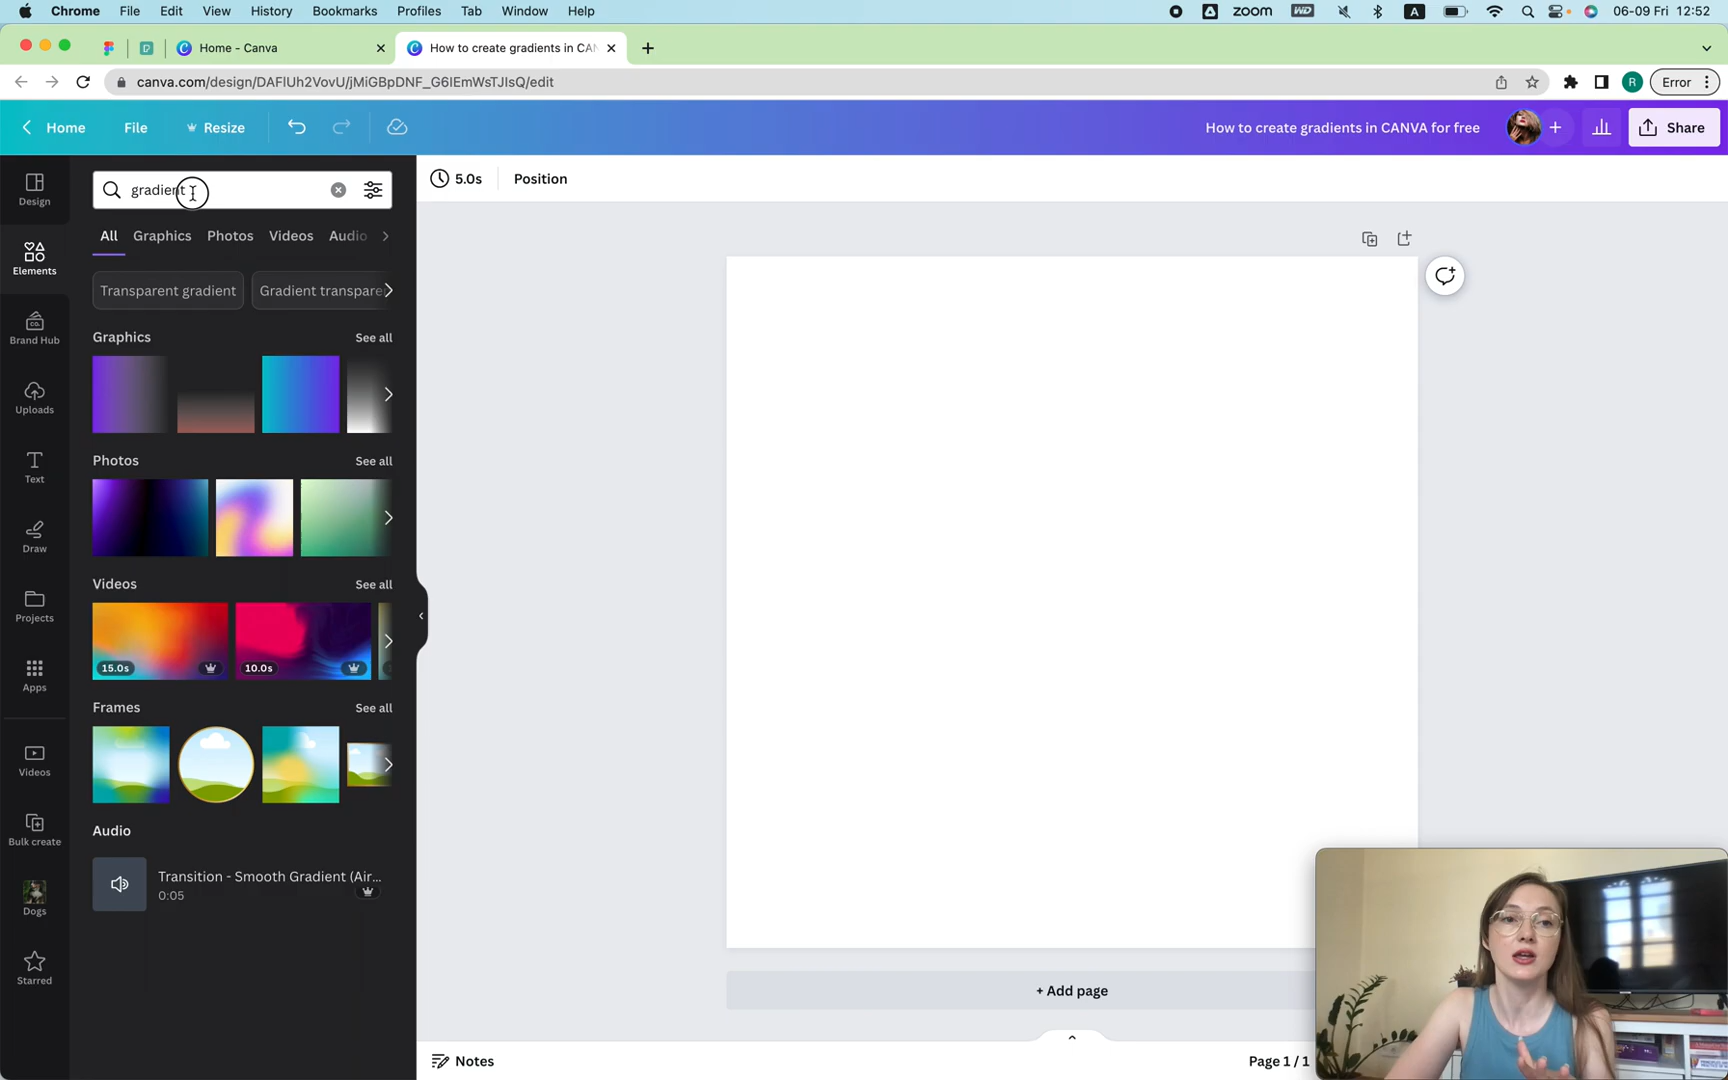 Chrome File Edit View History Bookmarks Profiles Tab Window Help zoom WD A 06-09 Fri 12:52
Home - Canva
How to create gradients in CAN
canva.com/design/DAFlUh2VovU/jMiGBpDNF_G6IEmWsTJIsQ/edit
R
Error
Home File Resize
How to create gradients in CANVA for free
Share
Design
Elements
Brand Hub
Uploads
Text
Draw
Projects
Apps
Videos
Bulk create
Dogs
Starred
gradient
All Graphics Photos Videos Audio
Transparent gradient Gradient transpare
Graphics See all
Photos See all
Videos See all
15.0s 10.0s
Frames See all
Audio
Transition - Smooth Gradient (Air...
0:05
5.0s Position
+ Add page
Notes
Page 1 / 1